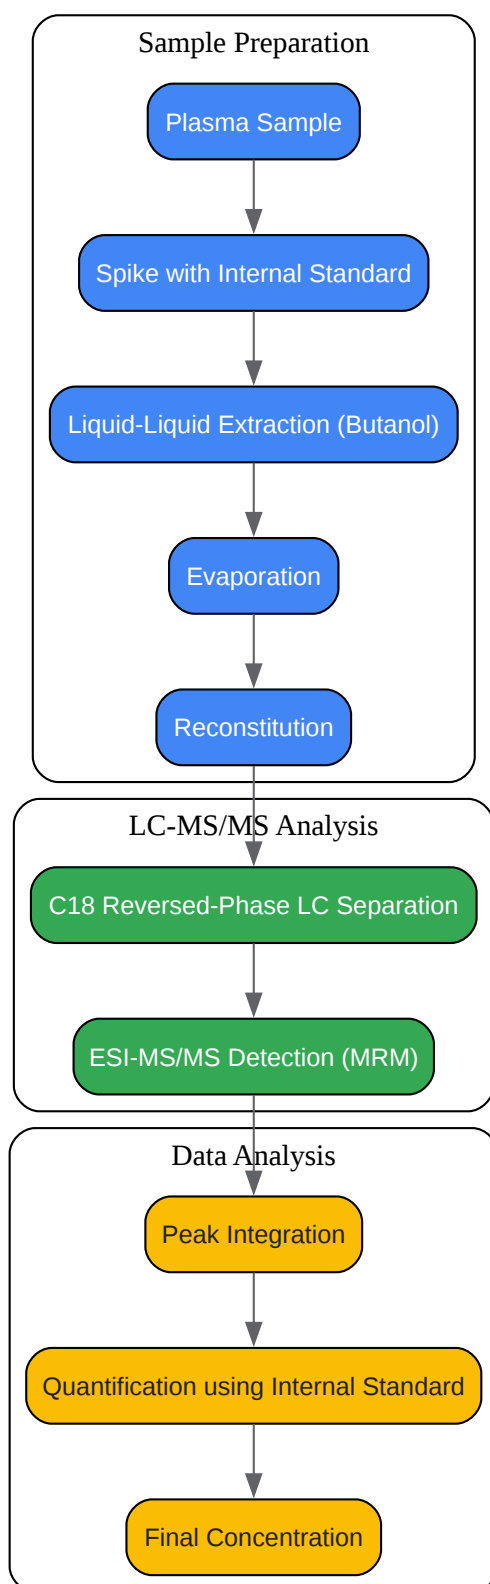 Sample Preparation
Plasma Sample
Spike with Internal Standard
Liquid-Liquid Extraction (Butanol)
Evaporation
Reconstitution
LC-MS/MS Analysis
C18 Reversed-Phase LC Separation
ESI-MS/MS Detection (MRM)
Data Analysis
Peak Integration
Quantification using Internal Standard
Final Concentration